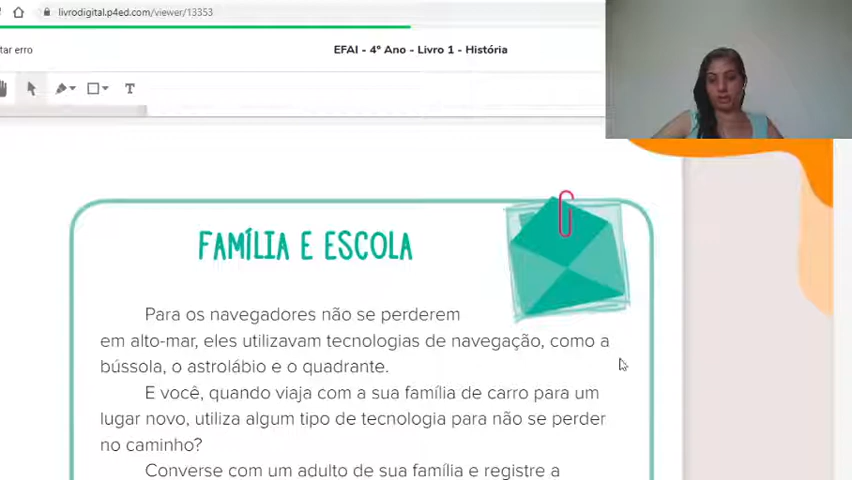 livrodigital.p4ed.com/viewer/13353
tar erro
EFAI - 4º Ano - Livro 1 - História
T
FAMÍLIA E ESCOLA
Para os navegadores não se perderem
em alto-mar, eles utilizavam tecnologias de navegação, como a
bússola, o astrolábio e o quadrante.
E você, quando viaja com a sua família de carro para um
lugar novo, utiliza algum tipo de tecnologia para não se perder
no caminho?
Converse com um adulto de sua família e registre a